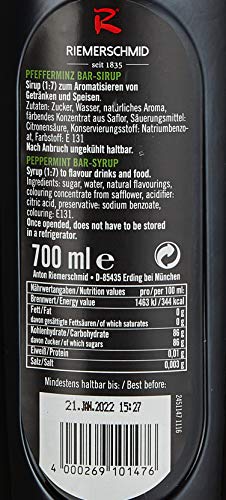 R
RIEMERSCHMID
seit 1835
PFEFFERMINZ BAR-SIRUP
Sirup (1:7) zum Aromatisieren von
Getränken und Speisen.
Zutaten: Zucker, Wasser, natürliches Aroma,
färbendes Konzentrat aus Saflor, Säuerungsmittel:
Citronensäure, Konservierungsstoff: Natriumbenzo-
at, Farbstoff: E 131
Nach Anbruch ungekühlt haltbar.
PEPPERMINT BAR-SYRUP
Syrup (1:7) to flavour drinks and food.
Ingredients: sugar, water, natural flavourings,
colouring concentrate from safflower, acidifier:
citric acid, preservative: sodium benzoate,
colouring: E131.
Once opended, does not have to be stored
in a refrigerator.
700 ml e
Anton Riemerschmid • D-85435 Erding bei München
Nährwertangaben/Nutrition values pro/per 100 ml:
Brennwert/Energy value 1463 kJ/344 kcal
Fett/Fat 0 g
davon gesättigte Fettsäuren/of which saturates 0 g
Kohlenhydrate/Carbohydrate 86 g
davon Zucker/of which sugars 86 g
Eiweiß/Protein 0,01 g
Salz/Salt 0,003 g
Mindestens haltbar bis: / Best before:
21.JAN.2022 15:27
2451147 1116
4 000269 101476